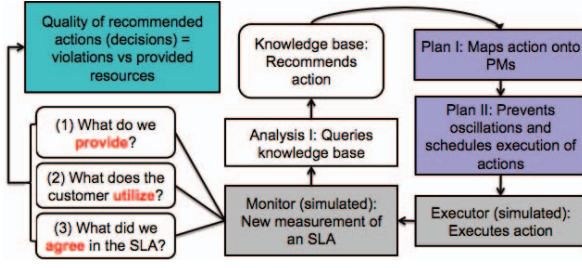 Quality of recommended
actions (decisions) =
violations vs provided
resources
Knowledge base:
Recommends
action
Plan I: Maps action onto
PMs
Plan II: Prevents
oscillations and
schedules execution of
actions
(1) What do we
provide?
Analysis I: Queries
knowledge base
(2) What does the
customer utilize?
Monitor (simulated):
New measurement of
an SLA
Executor (simulated):
Executes action
(3) What did we
agree in the SLA?